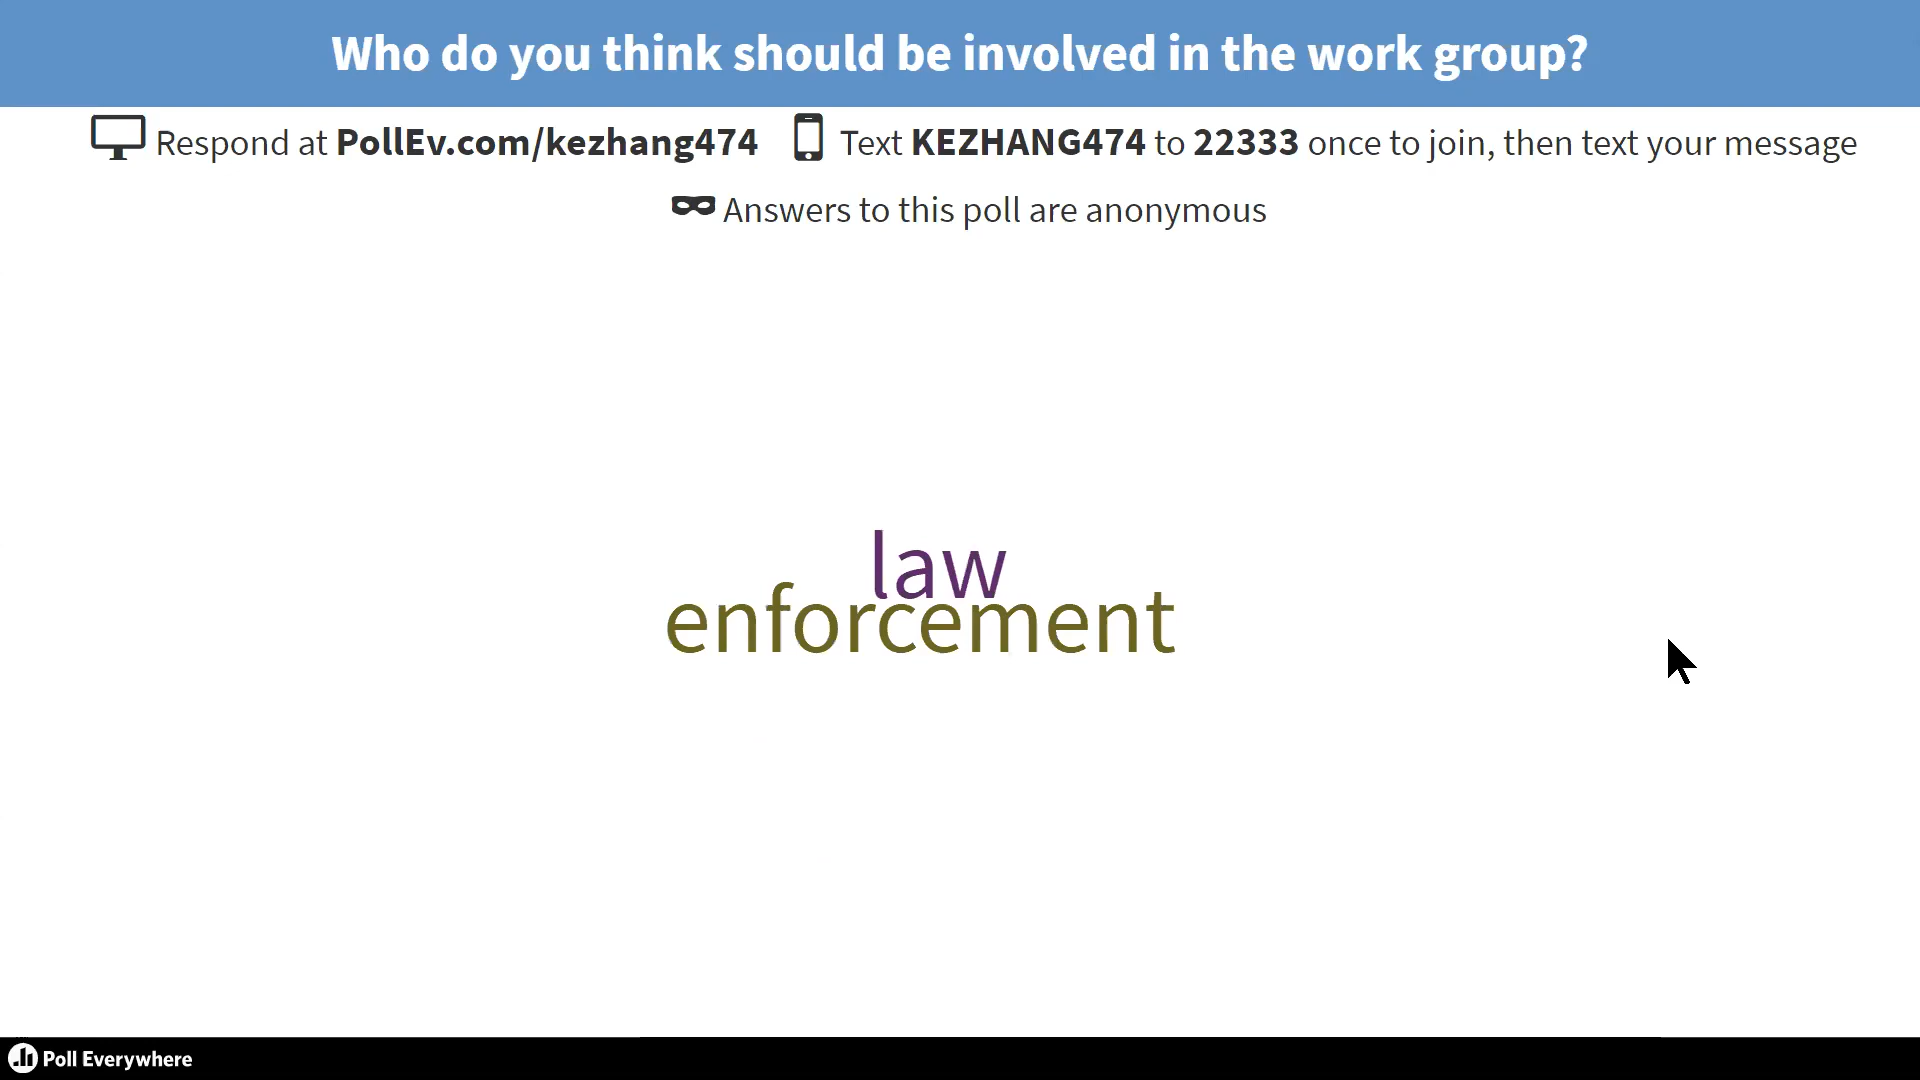 Who do you think should be involved in the work group?
Respond at PollEv.com/kezhang474 Text KEZHANG474 to 22333 once to join, then text your message
Answers to this poll are anonymous
law
enforcement
Poll Everywhere